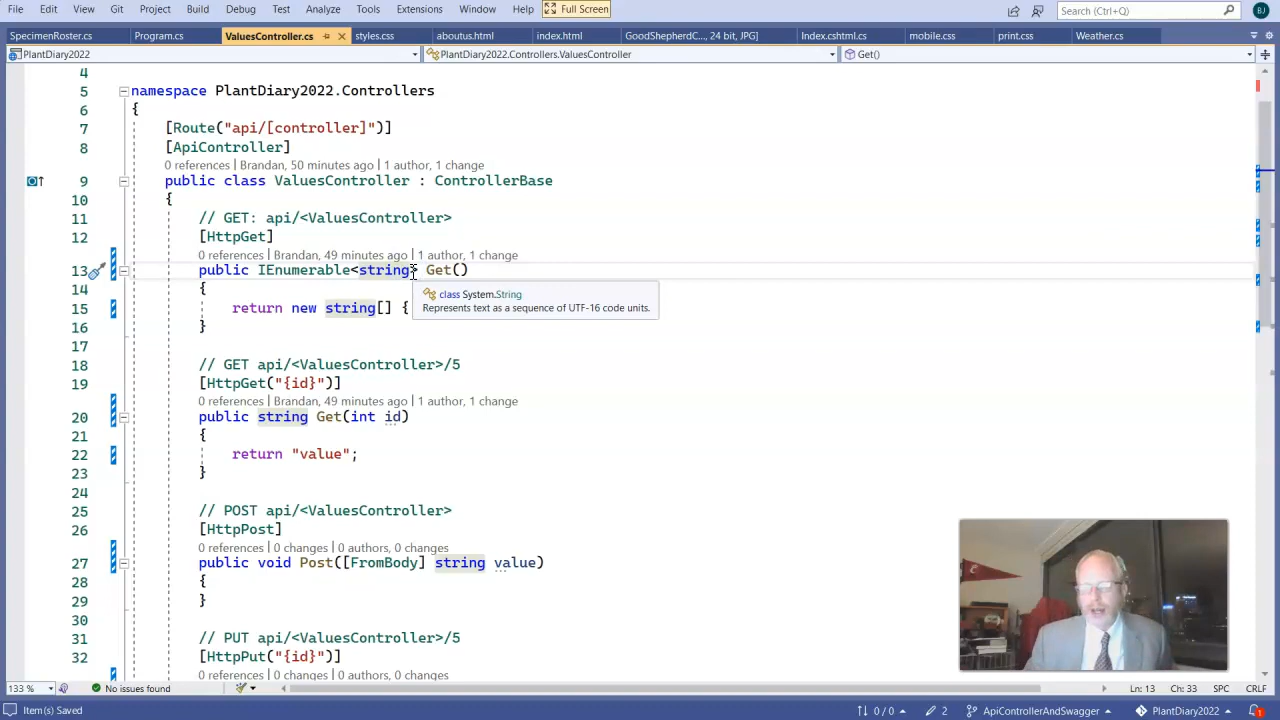 File Edit View Git Project Build Debug Test Analyze Tools Extensions Window Help Full Screen Search (Ctrl+Q) BJ
SpecimenRoster.cs Program.cs ValuesController.cs styles.css aboutus.html index.html GoodShepherdC..., 24 bit, JPG] Index.cshtml.cs mobile.css print.css Weather.cs
PlantDiary2022 PlantDiary2022.Controllers.ValuesController Get()
4
5 namespace PlantDiary2022.Controllers
6 {
7 [Route("api/[controller]")]
8 [ApiController]
0 references | Brandan, 50 minutes ago | 1 author, 1 change
9 public class ValuesController : ControllerBase
10 {
11 // GET: api/<ValuesController>
12 [HttpGet]
0 references | Brandan, 49 minutes ago | 1 author, 1 change
13 public IEnumerable<string> Get()
14 {
class System.String
Represents text as a sequence of UTF-16 code units.
15 return new string[] {
16 }
17
18 // GET api/<ValuesController>/5
19 [HttpGet("{id}")]
0 references | Brandan, 49 minutes ago | 1 author, 1 change
20 public string Get(int id)
21 {
22 return "value";
23 }
24
25 // POST api/<ValuesController>
26 [HttpPost]
0 references | 0 changes | 0 authors, 0 changes
27 public void Post([FromBody] string value)
28 {
29 }
30
31 // PUT api/<ValuesController>/5
32 [HttpPut("{id}")]
0 references | 0 changes | 0 authors, 0 changes
133 % No issues found Ln: 13 Ch: 33 SPC CRLF
Item(s) Saved 0 / 0 2 ApiControllerAndSwagger PlantDiary2022 1